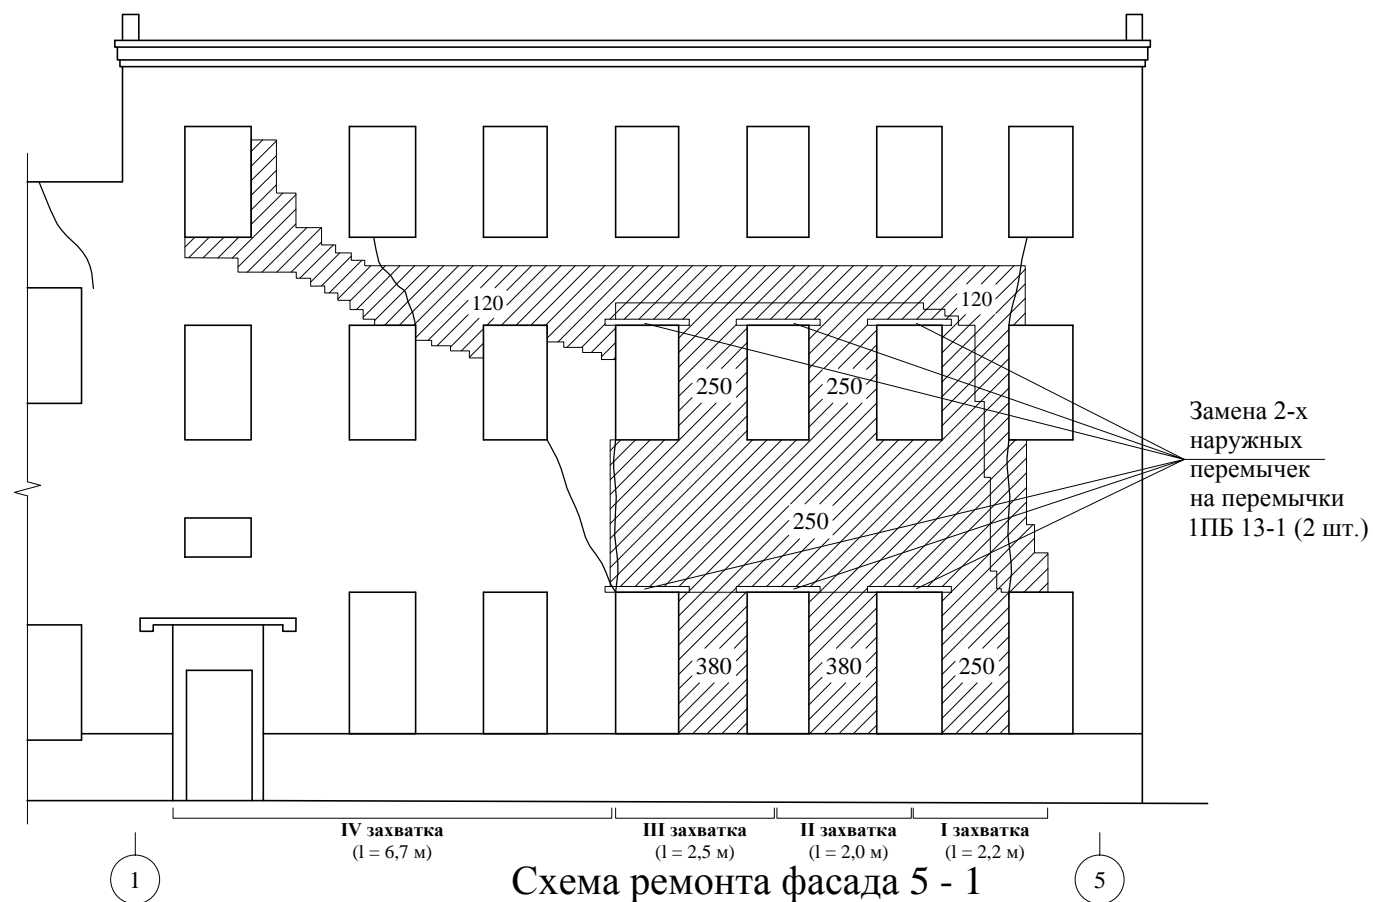 120
120
250
250
250
380
380
250
Замена 2-х
наружных
перемычек
на перемычки
1ПБ 13-1 (2 шт.)
IV захватка
(l = 6,7 м)
III захватка
(l = 2,5 м)
II захватка
(l = 2,0 м)
I захватка
(l = 2,2 м)
1
Схема ремонта фасада 5 - 1
5